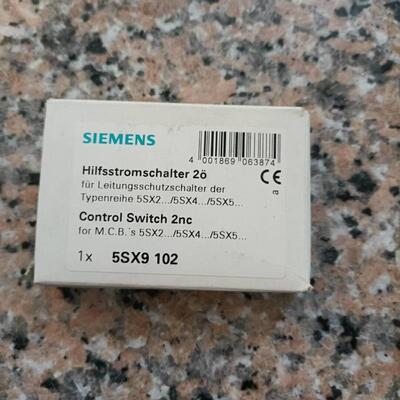 SIEMENS
4 001869 063874
Hilfsstromschalter 2ö
CE
a
für Leitungsschutzschalter der
Typenreihe 5SX2.../5SX4.../5SX5...
Control Switch 2nc
for M.C.B.`s 5SX2.../5SX4.../5SX5...
1x 5SX9 102